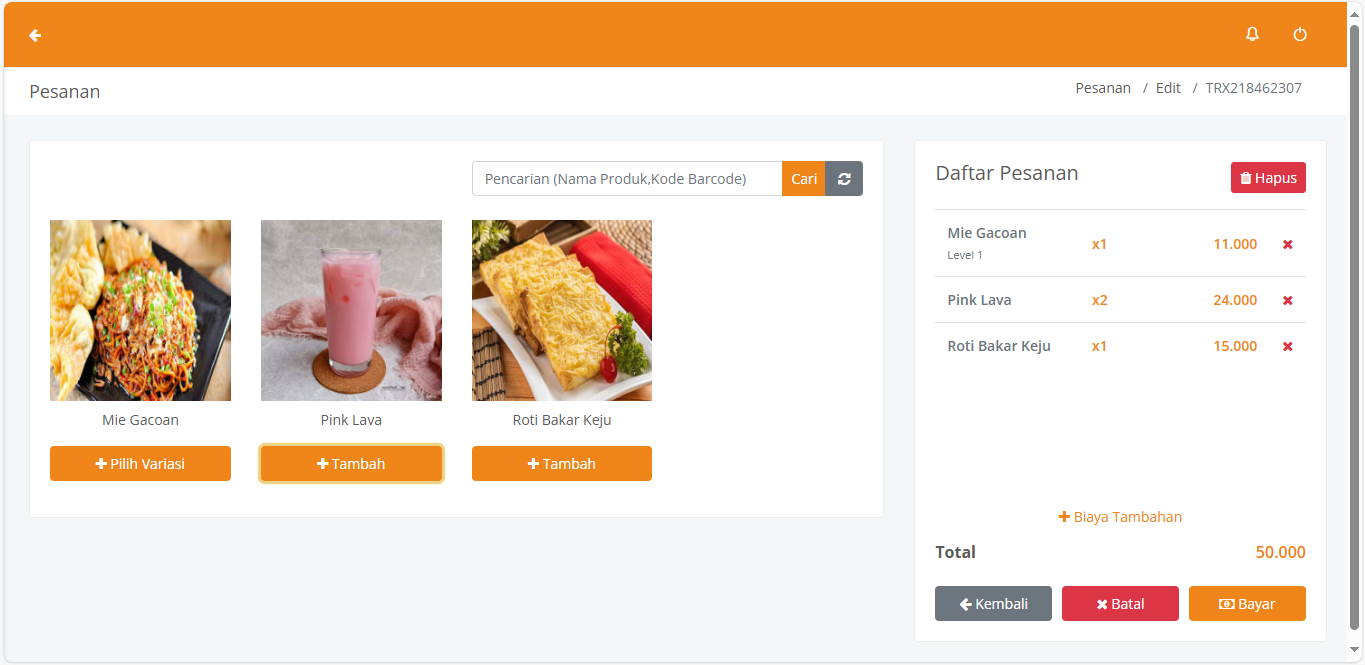 Pesanan
Pesanan / Edit / TRX218462307
Pencarian (Nama Produk,Kode Barcode)
Cari
Mie Gacoan
Pink Lava
Roti Bakar Keju
Pilih Variasi
Tambah
Tambah
Daftar Pesanan
Hapus
Mie Gacoan x1 11.000
Level 1
Pink Lava x2 24.000
Roti Bakar Keju x1 15.000
Biaya Tambahan
Total 50.000
Kembali
Batal
Bayar